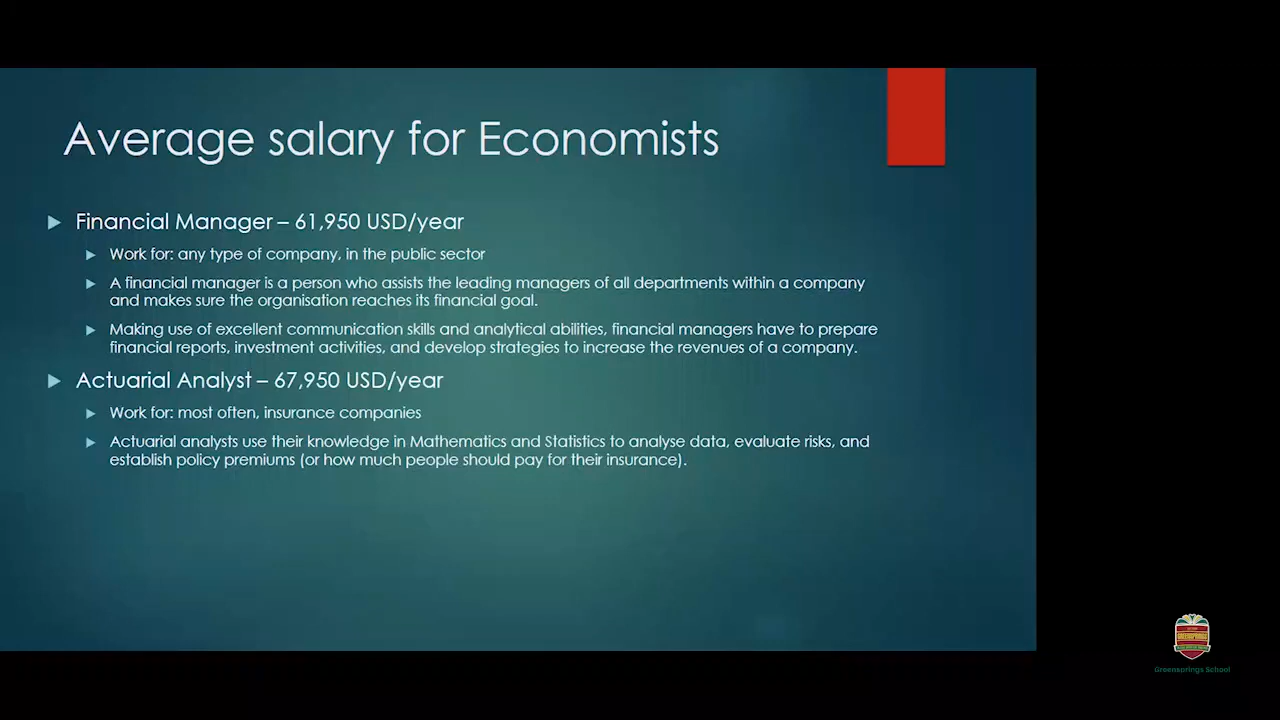 Average salary for Economists
Financial Manager – 61,950 USD/year
Work for: any type of company, in the public sector
A financial manager is a person who assists the leading managers of all departments within a company
and makes sure the organisation reaches its financial goal.
Making use of excellent communication skills and analytical abilities, financial managers have to prepare
financial reports, investment activities, and develop strategies to increase the revenues of a company.
Actuarial Analyst – 67,950 USD/year
Work for: most often, insurance companies
Actuarial analysts use their knowledge in Mathematics and Statistics to analyse data, evaluate risks, and
establish policy premiums (or how much people should pay for their insurance).
GREENSPRINGS
Greensprings School